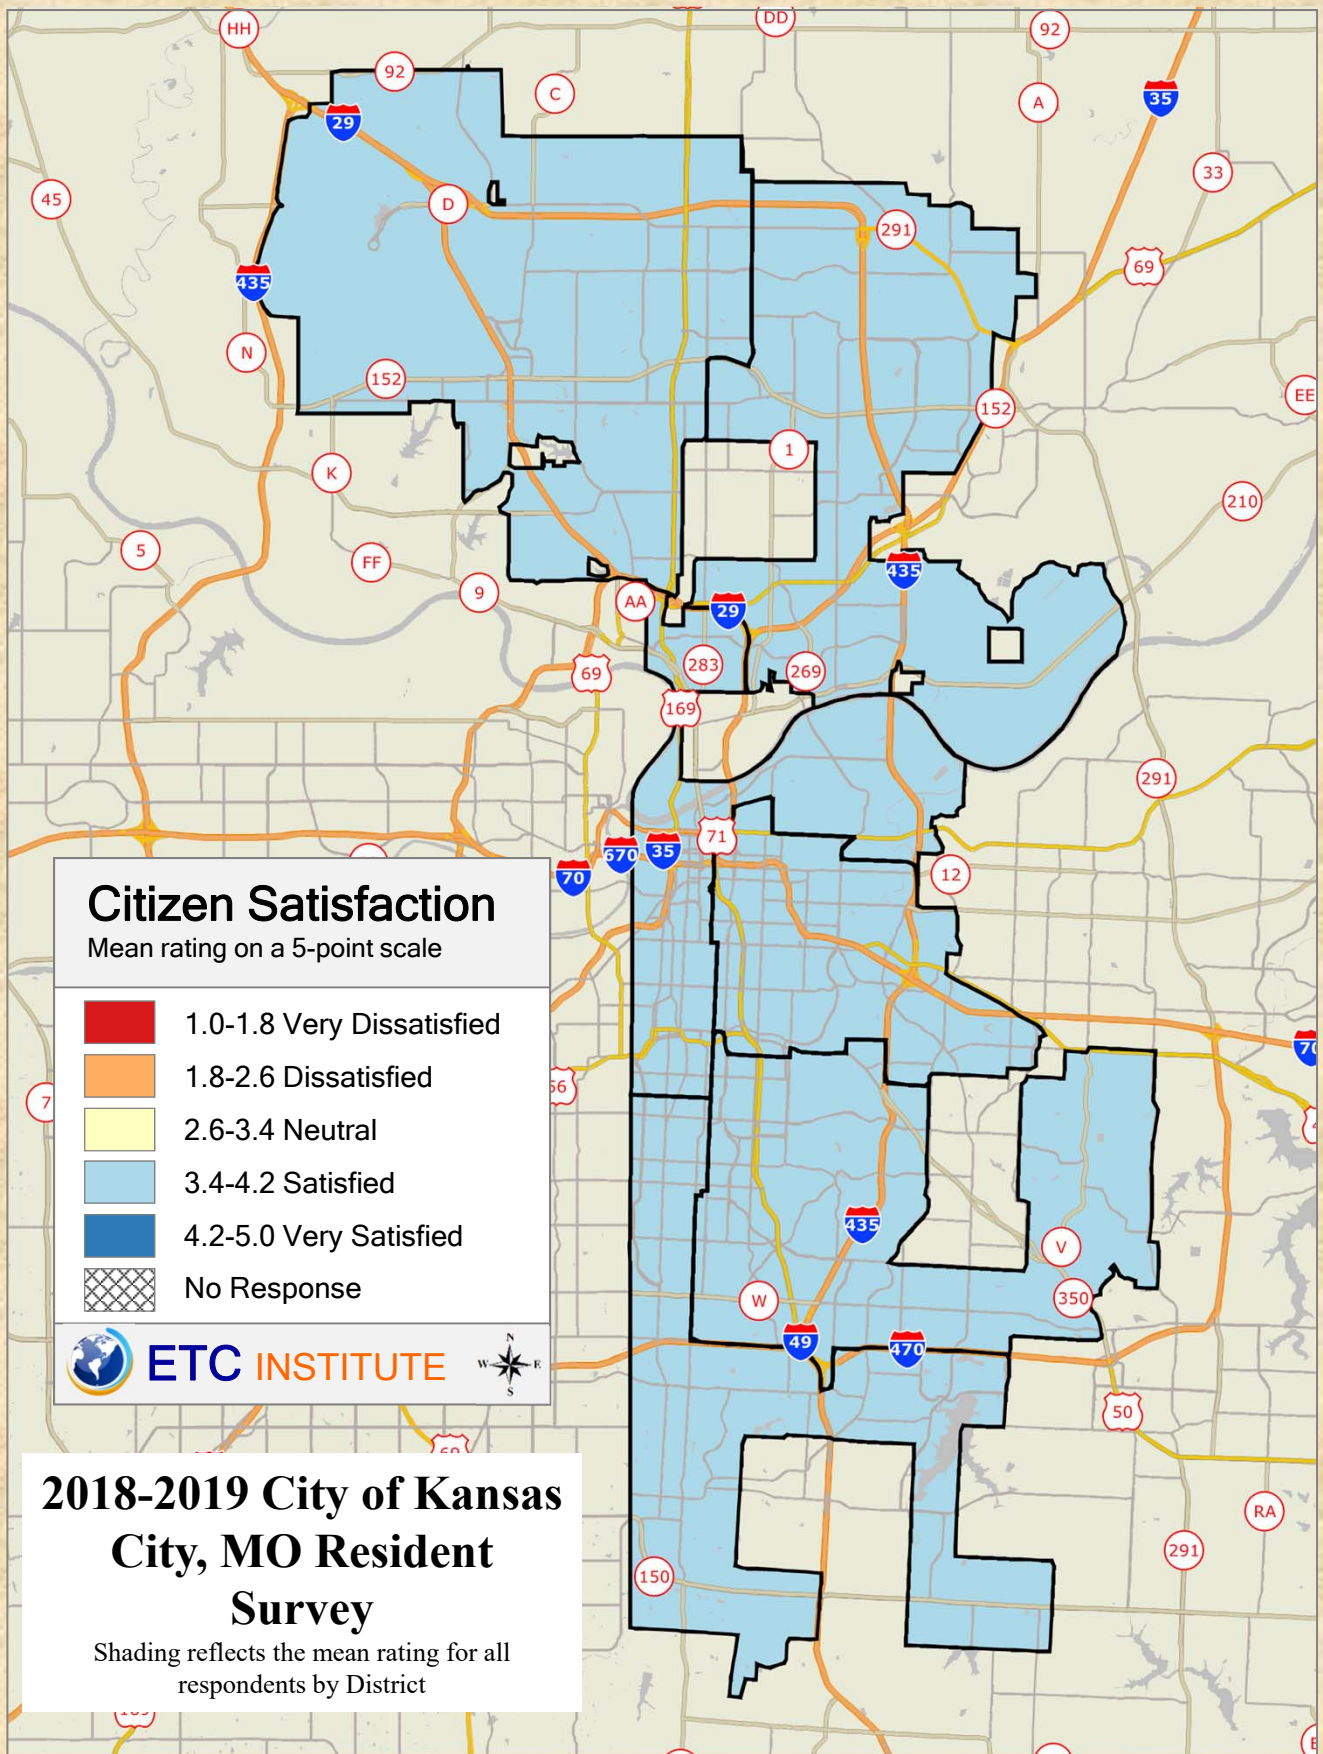 HH
DD
92
92
C
A
35
29
33
45
D
291
69
435
N
152
EE
152
1
K
210
5
FF
435
9
AA
29
283
269
69
169
291
71
670
35
70
12
Citizen Satisfaction
Mean rating on a 5-point scale
1.0-1.8 Very Dissatisfied
1.8-2.6 Dissatisfied
2.6-3.4 Neutral
3.4-4.2 Satisfied
4.2-5.0 Very Satisfied
No Response
ETC INSTITUTE
N
W E
S
70
7
435
V
W
350
49
470
50
2018-2019 City of Kansas
City, MO Resident
Survey
Shading reflects the mean rating for all
respondents by District
RA
291
150